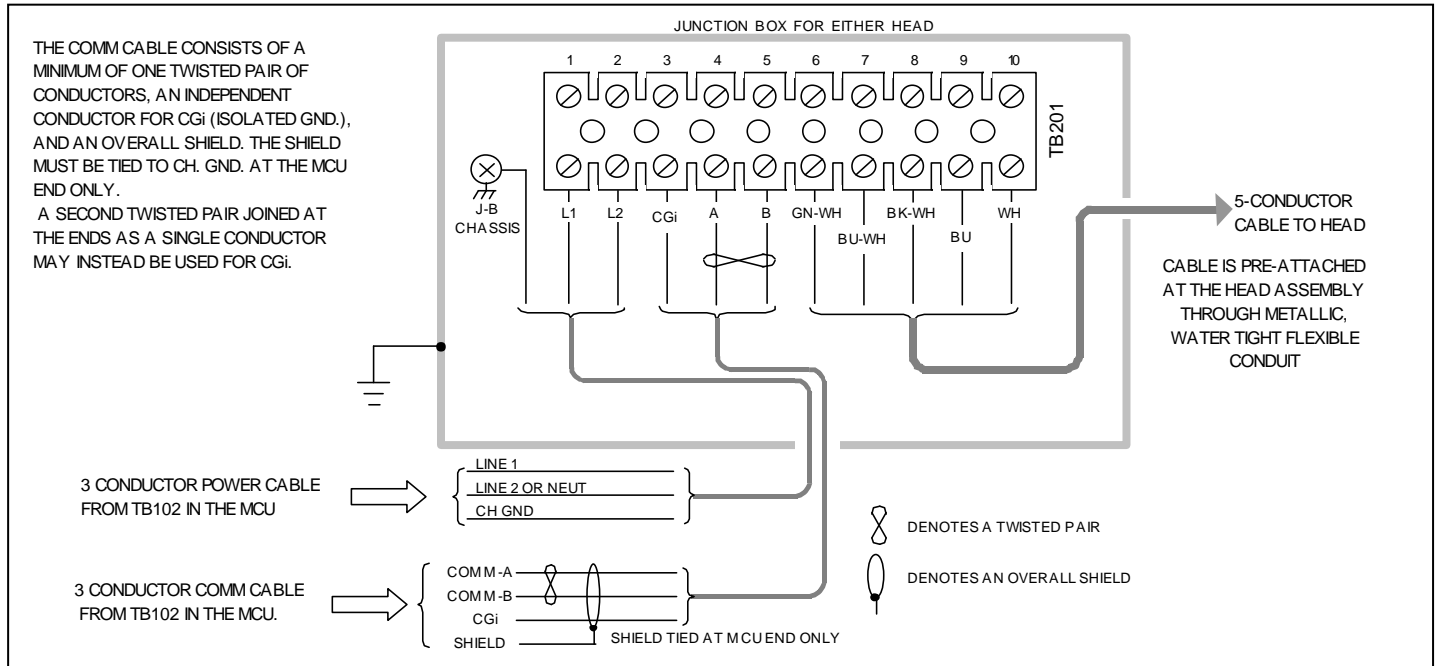 JUNCTION BOX FOR EITHER HEAD
THE COMM CABLE CONSISTS OF A
MINIMUM OF ONE TWISTED PAIR OF
CONDUCTORS, AN INDEPENDENT
CONDUCTOR FOR CGi (ISOLATED GND.),
AND AN OVERALL SHIELD. THE SHIELD
MUST BE TIED TO CH. GND. AT THE MCU
END ONLY.
A SECOND TWISTED PAIR JOINED AT
THE ENDS AS A SINGLE CONDUCTOR
MAY INSTEAD BE USED FOR CGi.
1 2 3 4 5 6 7 8 9 10
TB201
J-B
CHASSIS
L1 L2 CGi A B GN-WH BU-WH BK-WH BU WH
5-CONDUCTOR
CABLE TO HEAD
CABLE IS PRE-ATTACHED
AT THE HEAD ASSEMBLY
THROUGH METALLIC,
WATER TIGHT FLEXIBLE
CONDUIT
3 CONDUCTOR POWER CABLE
FROM TB102 IN THE MCU
LINE 1
LINE 2 OR NEUT
CH GND
3 CONDUCTOR COMM CABLE
FROM TB102 IN THE MCU.
COMM-A
COMM-B
CGi
SHIELD
SHIELD TIED AT MCU END ONLY
DENOTES A TWISTED PAIR
DENOTES AN OVERALL SHIELD